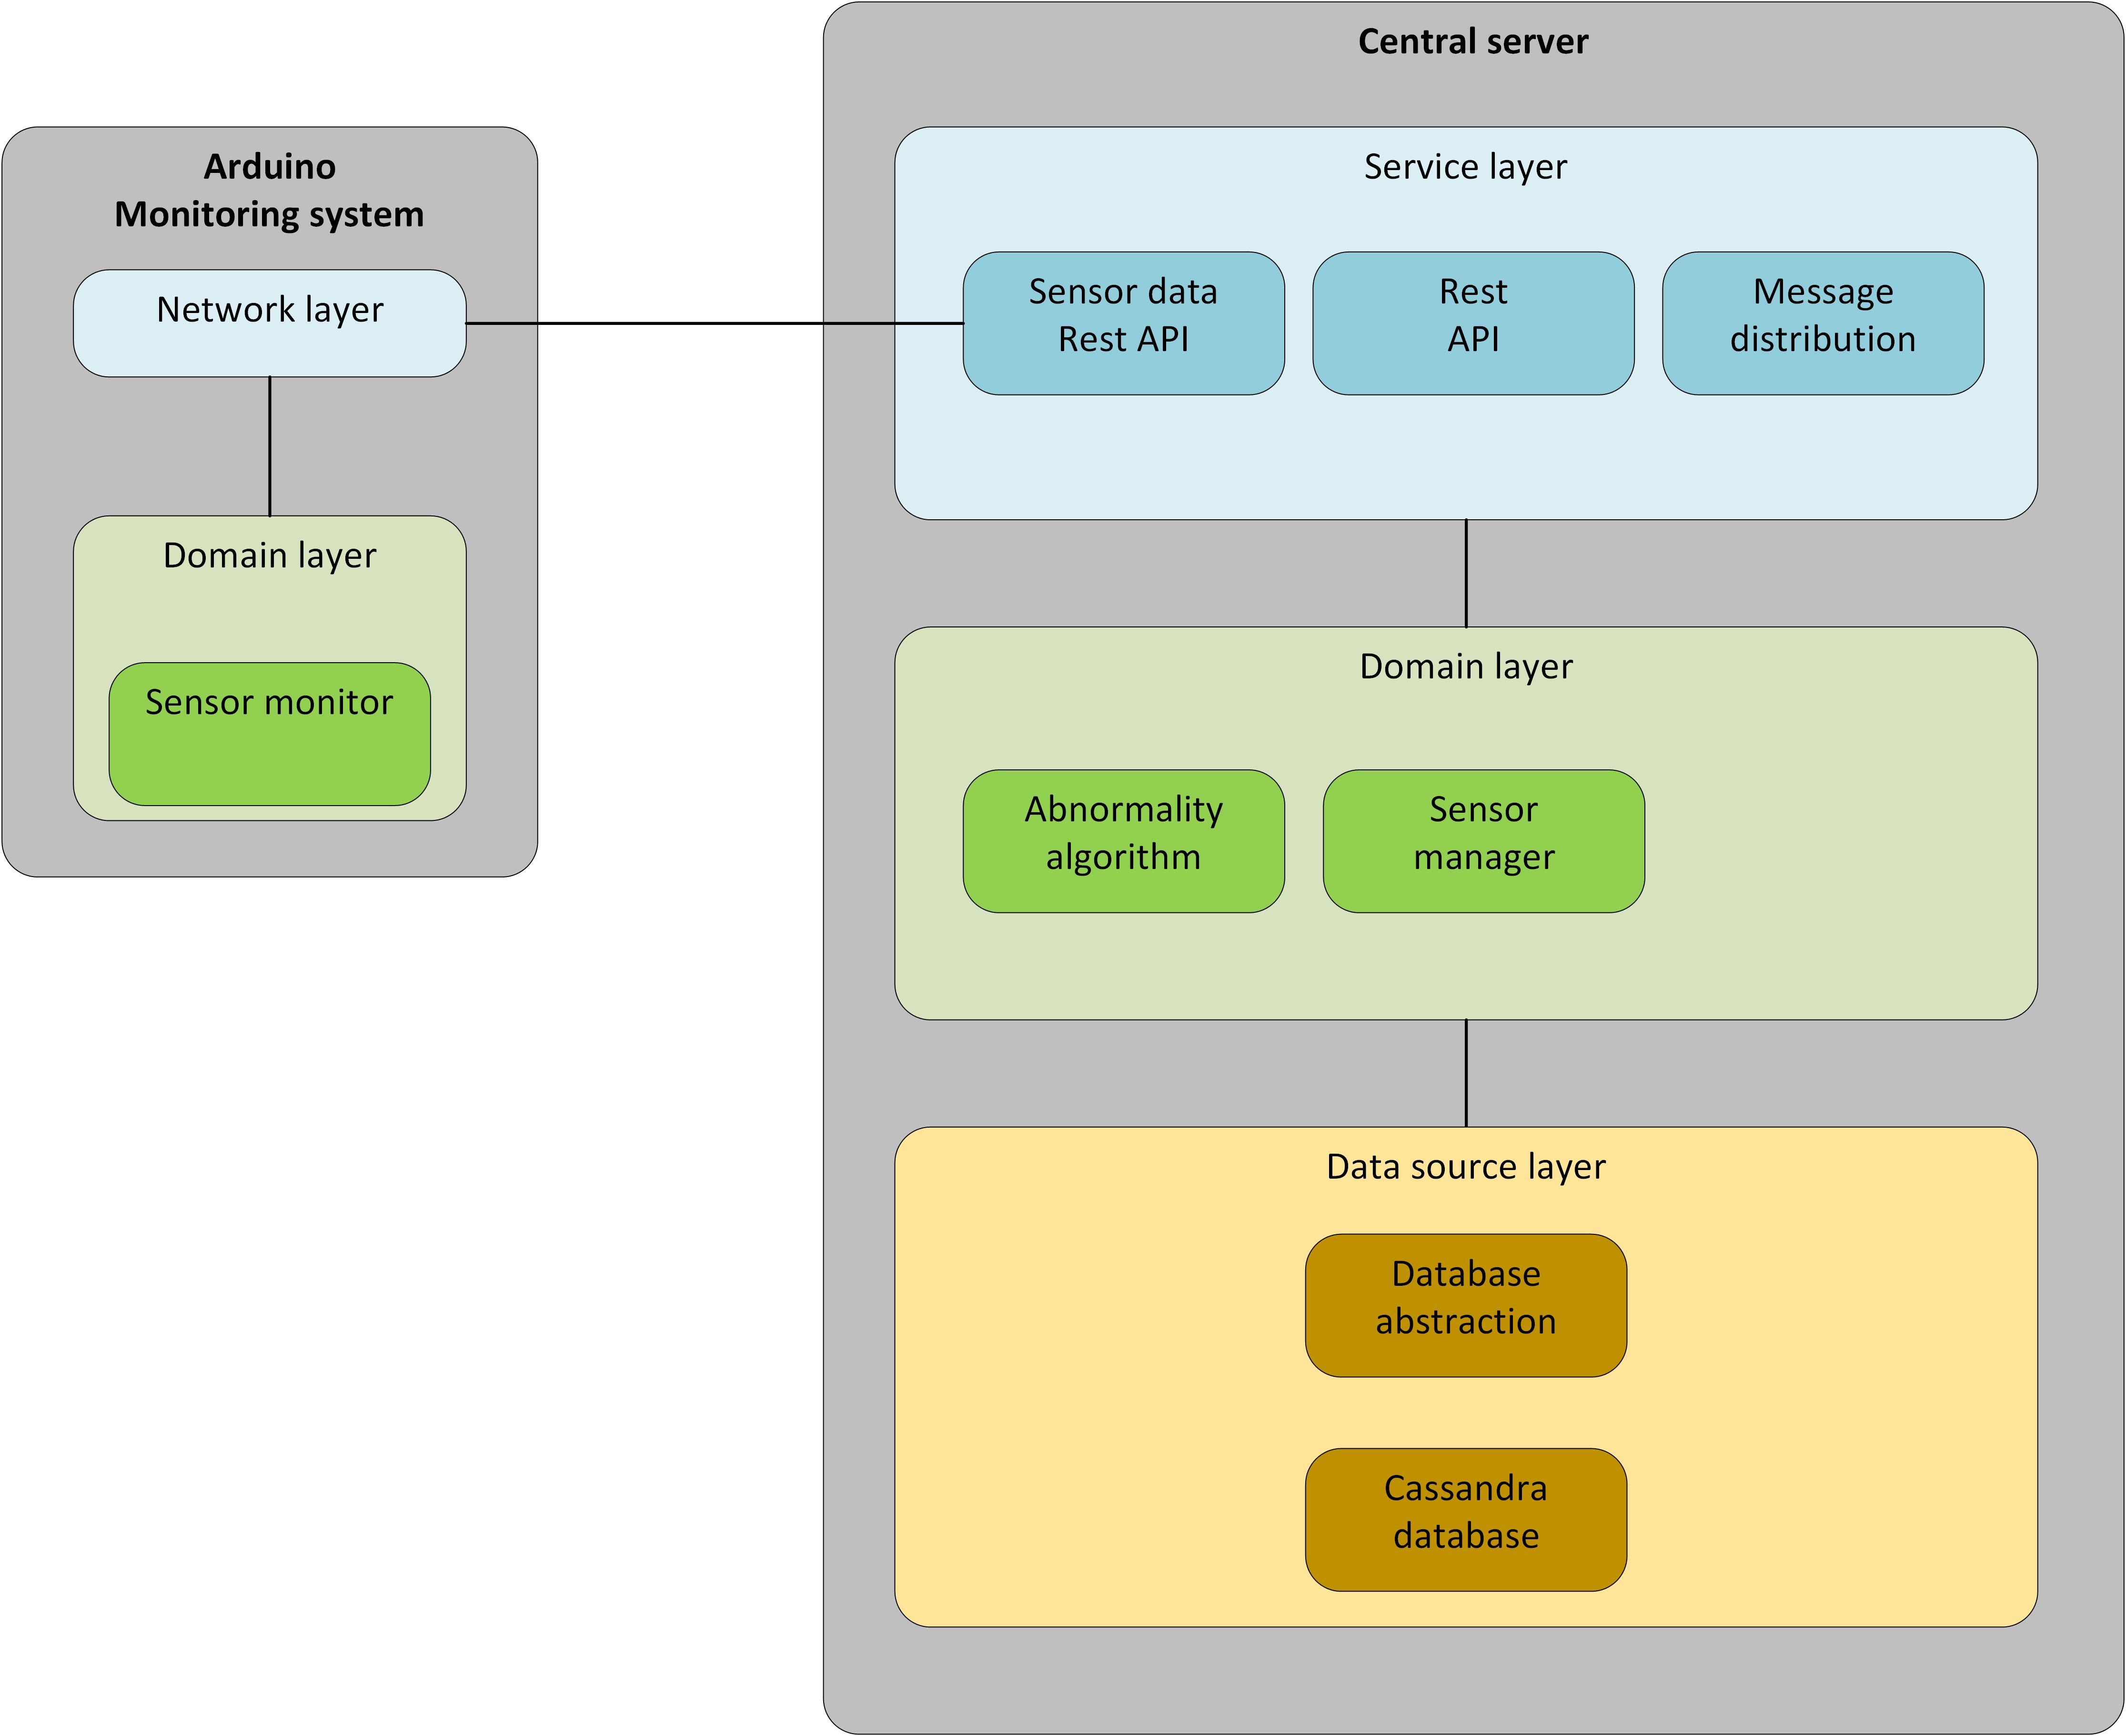 Arduino
Monitoring system
Network layer
Domain layer
Sensor monitor
Central server
Service layer
Sensor data
Rest API
Rest
API
Message
distribution
Domain layer
Abnormality
algorithm
Sensor
manager
Data source layer
Database
abstraction
Cassandra
database